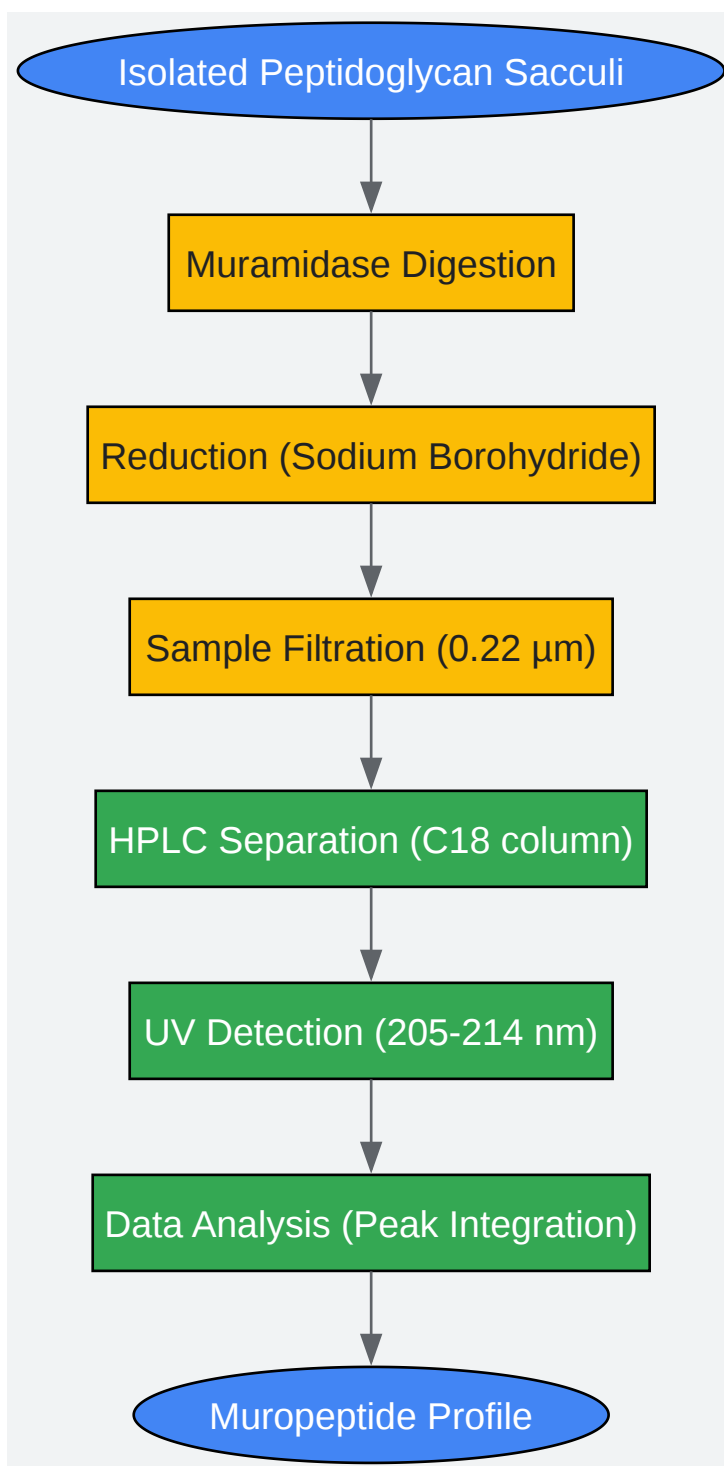 Isolated Peptidoglycan Sacculi
Muramidase Digestion
Reduction (Sodium Borohydride)
Sample Filtration (0.22 µm)
HPLC Separation (C18 column)
UV Detection (205-214 nm)
Data Analysis (Peak Integration)
Muropeptide Profile